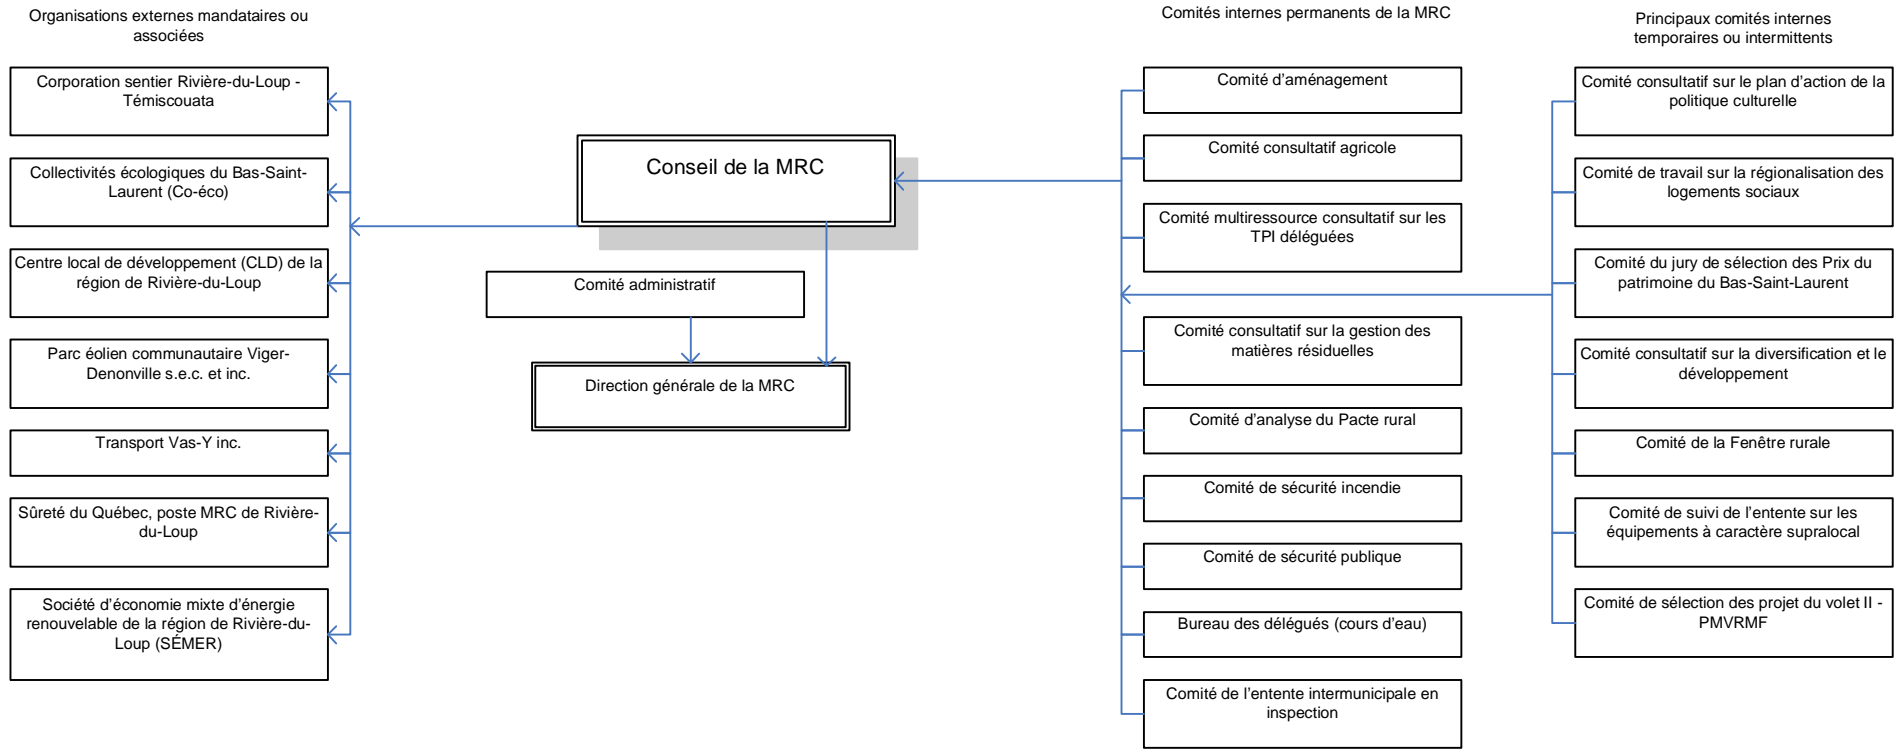 Organisations externes mandataires ou
associées
Corporation sentier Rivière-du-Loup -
Témiscouata
Collectivités écologiques du Bas-Saint-
Laurent (Co-éco)
Centre local de développement (CLD) de la
région de Rivière-du-Loup
Parc éolien communautaire Viger-
Denonville s.e.c. et inc.
Transport Vas-Y inc.
Sûreté du Québec, poste MRC de Rivière-
du-Loup
Société d'économie mixte d'énergie
renouvelable de la région de Rivière-du-
Loup (SÉMER)
Conseil de la MRC
Comité administratif
Direction générale de la MRC
Comités internes permanents de la MRC
Comité d'aménagement
Comité consultatif agricole
Comité multiressource consultatif sur les
TPI déléguées
Comité consultatif sur la gestion des
matières résiduelles
Comité d'analyse du Pacte rural
Comité de sécurité incendie
Comité de sécurité publique
Bureau des délégués (cours d'eau)
Comité de l'entente intermunicipale en
inspection
Principaux comités internes
temporaires ou intermittents
Comité consultatif sur le plan d'action de la
politique culturelle
Comité de travail sur la régionalisation des
logements sociaux
Comité du jury de sélection des Prix du
patrimoine du Bas-Saint-Laurent
Comité consultatif sur la diversification et le
développement
Comité de la Fenêtre rurale
Comité de suivi de l'entente sur les
équipements à caractère supralocal
Comité de sélection des projet du volet II -
PMVRMF